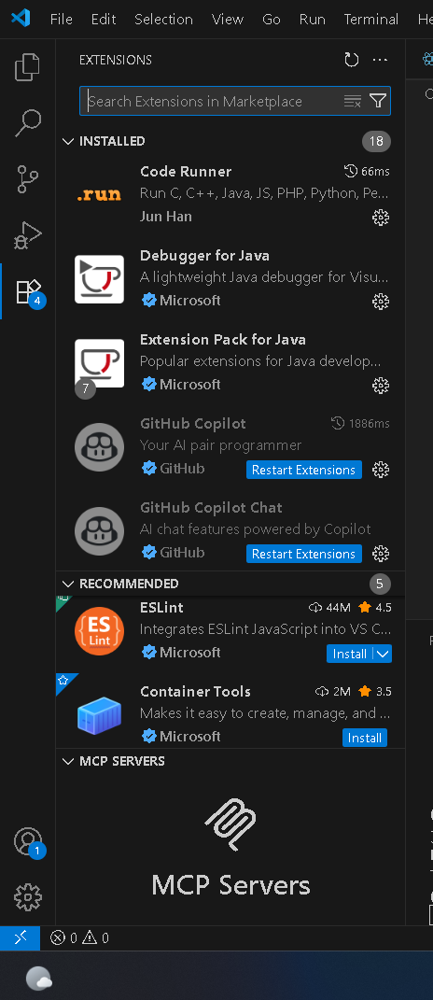 File Edit Selection View Go Run Terminal He
EXTENSIONS
Search Extensions in Marketplace
INSTALLED 18
Code Runner 66ms
.run
Run C, C++, Java, JS, PHP, Python, Pe...
Jun Han
Debugger for Java
A lightweight Java debugger for Visu...
Microsoft
Extension Pack for Java
Popular extensions for Java develop...
7
Microsoft
GitHub Copilot 1886ms
Your AI pair programmer
GitHub Restart Extensions
4
GitHub Copilot Chat
AI chat features powered by Copilot
GitHub Restart Extensions
RECOMMENDED 5
ESLint 44M 4.5
ES
Lint
Integrates ESLint JavaScript into VS C...
Microsoft Install
Container Tools 2M 3.5
Makes it easy to create, manage, and ...
Microsoft Install
MCP SERVERS
MCP Servers
1
0 0